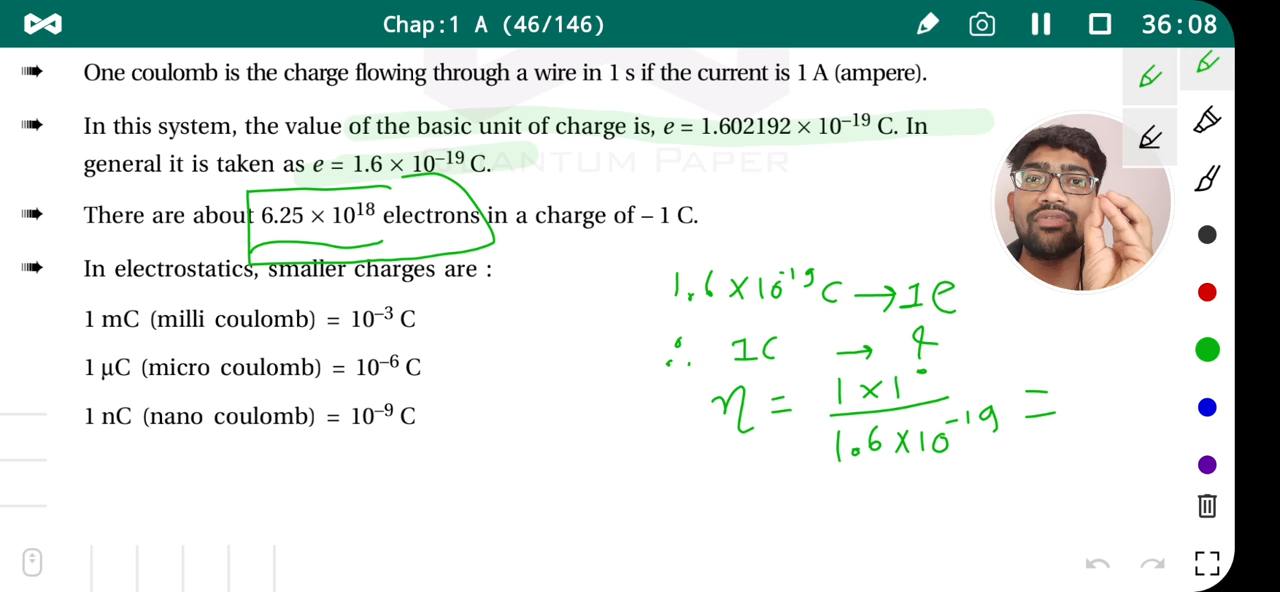 Chap:1 A (46/146)
36:08
One coulomb is the charge flowing through a wire in 1 s if the current is 1 A (ampere).
In this system, the value of the basic unit of charge is, e = 1.602192 × 10⁻¹⁹ C. In
general it is taken as e = 1.6 × 10⁻¹⁹ C.
QUANTUM PAPER
There are about 6.25 × 10¹⁸ electrons in a charge of – 1 C.
In electrostatics, smaller charges are :
1 mC (milli coulomb) = 10⁻³ C
1 μC (micro coulomb) = 10⁻⁶ C
1 nC (nano coulomb) = 10⁻⁹ C
1.6 × 10⁻¹⁹ C → 1e
∴ 1C → ?
η = 1 × 1 / 1.6 × 10⁻¹⁹ =